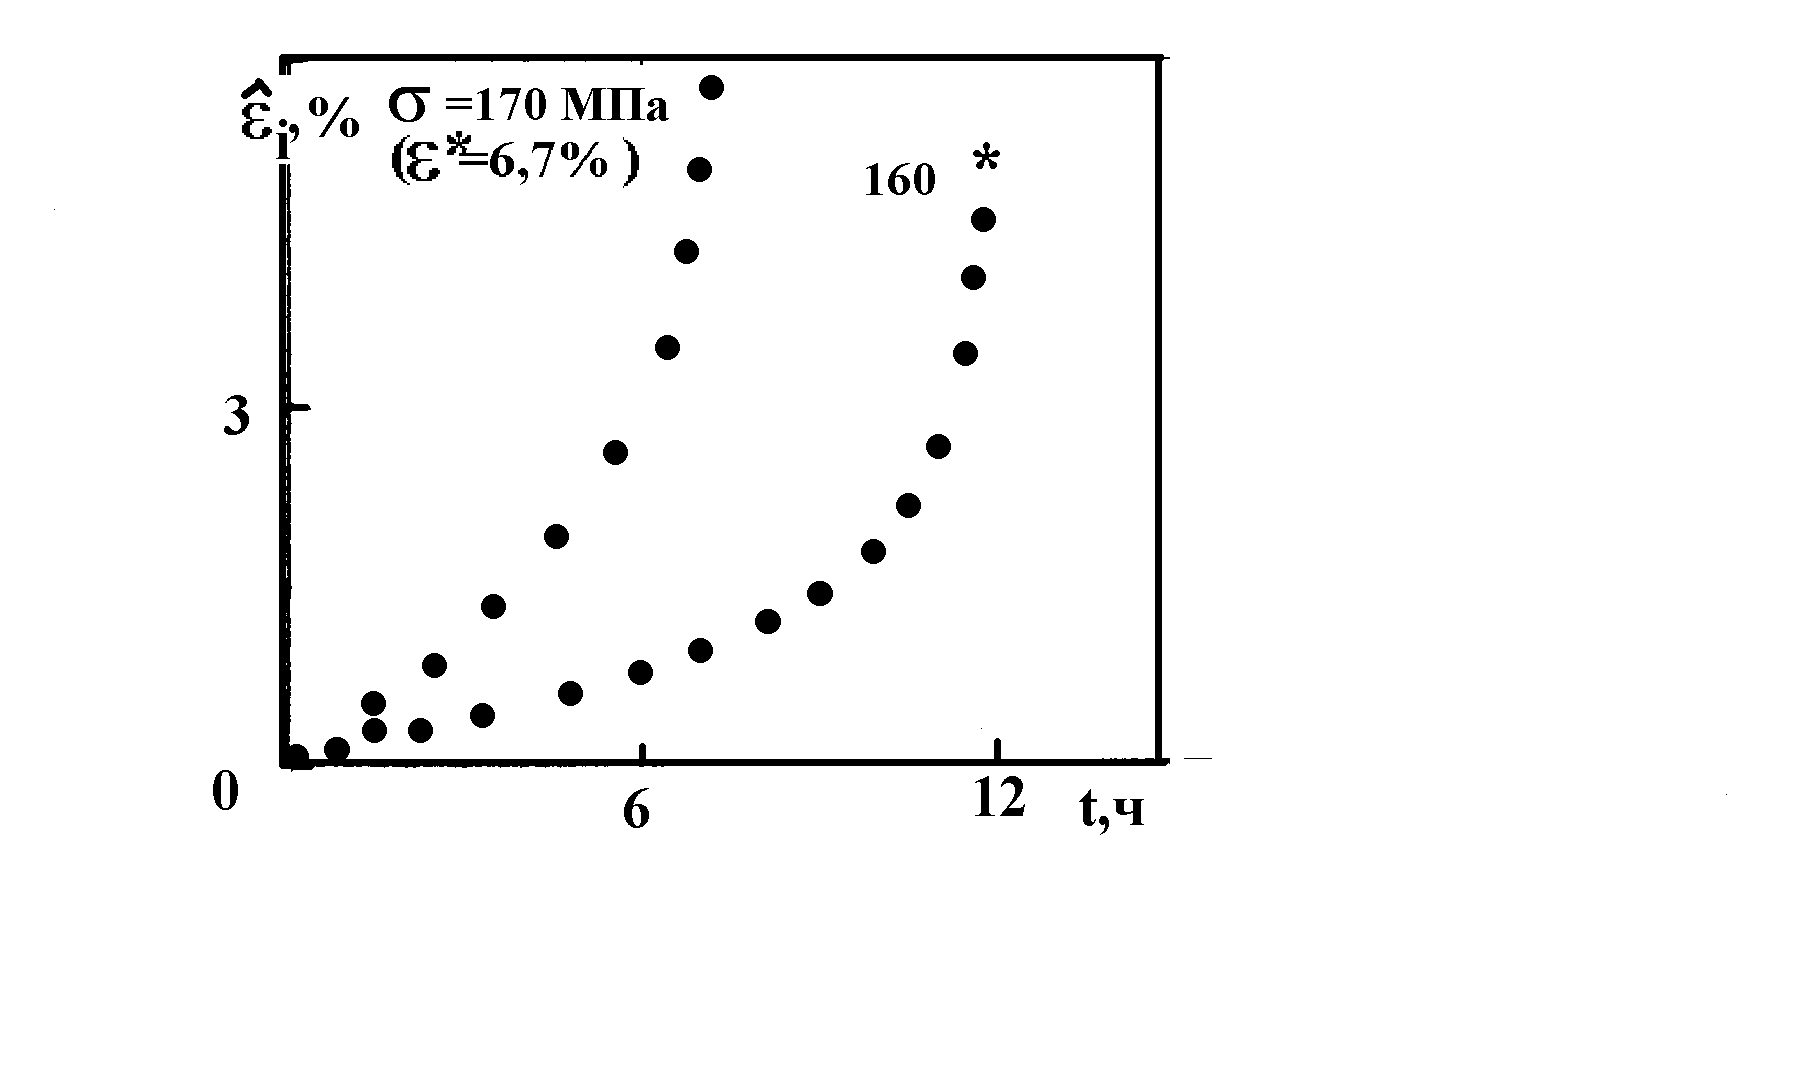 ε̂i,%
σ =170 МПа
(ε*=6,7% )
160
*
3
0
6
12
t,ч